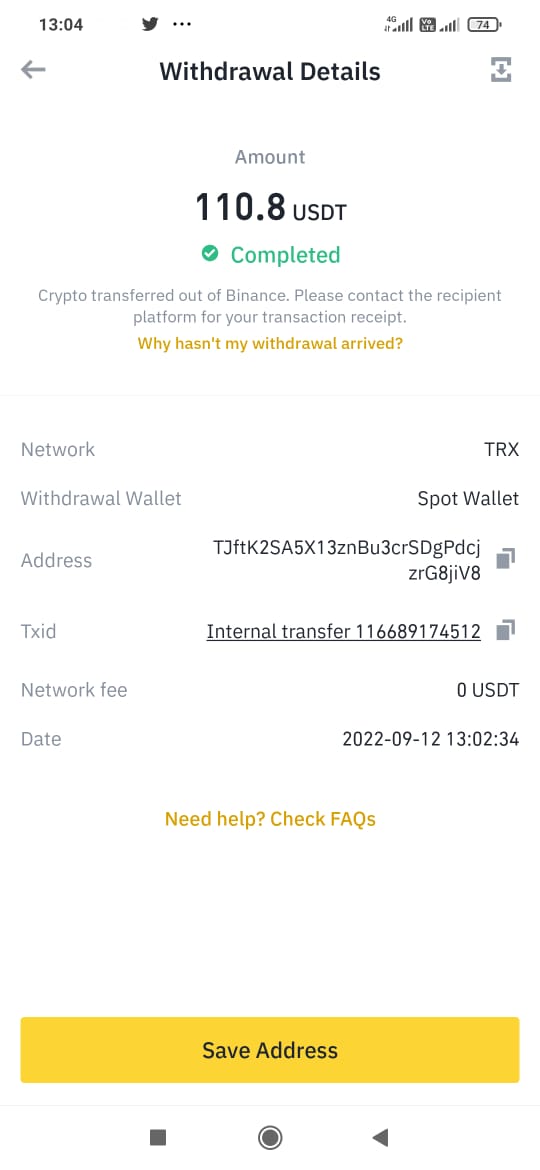 13:04 ... 4G Vo LTE 74
Withdrawal Details
Amount
110.8 USDT
Completed
Crypto transferred out of Binance. Please contact the recipient
platform for your transaction receipt.
Why hasn't my withdrawal arrived?
Network TRX
Withdrawal Wallet Spot Wallet
Address TJftK2SA5X13znBu3crSDgPdcj
zrG8jiV8
Txid Internal transfer 116689174512
Network fee 0 USDT
Date 2022-09-12 13:02:34
Need help? Check FAQs
Save Address